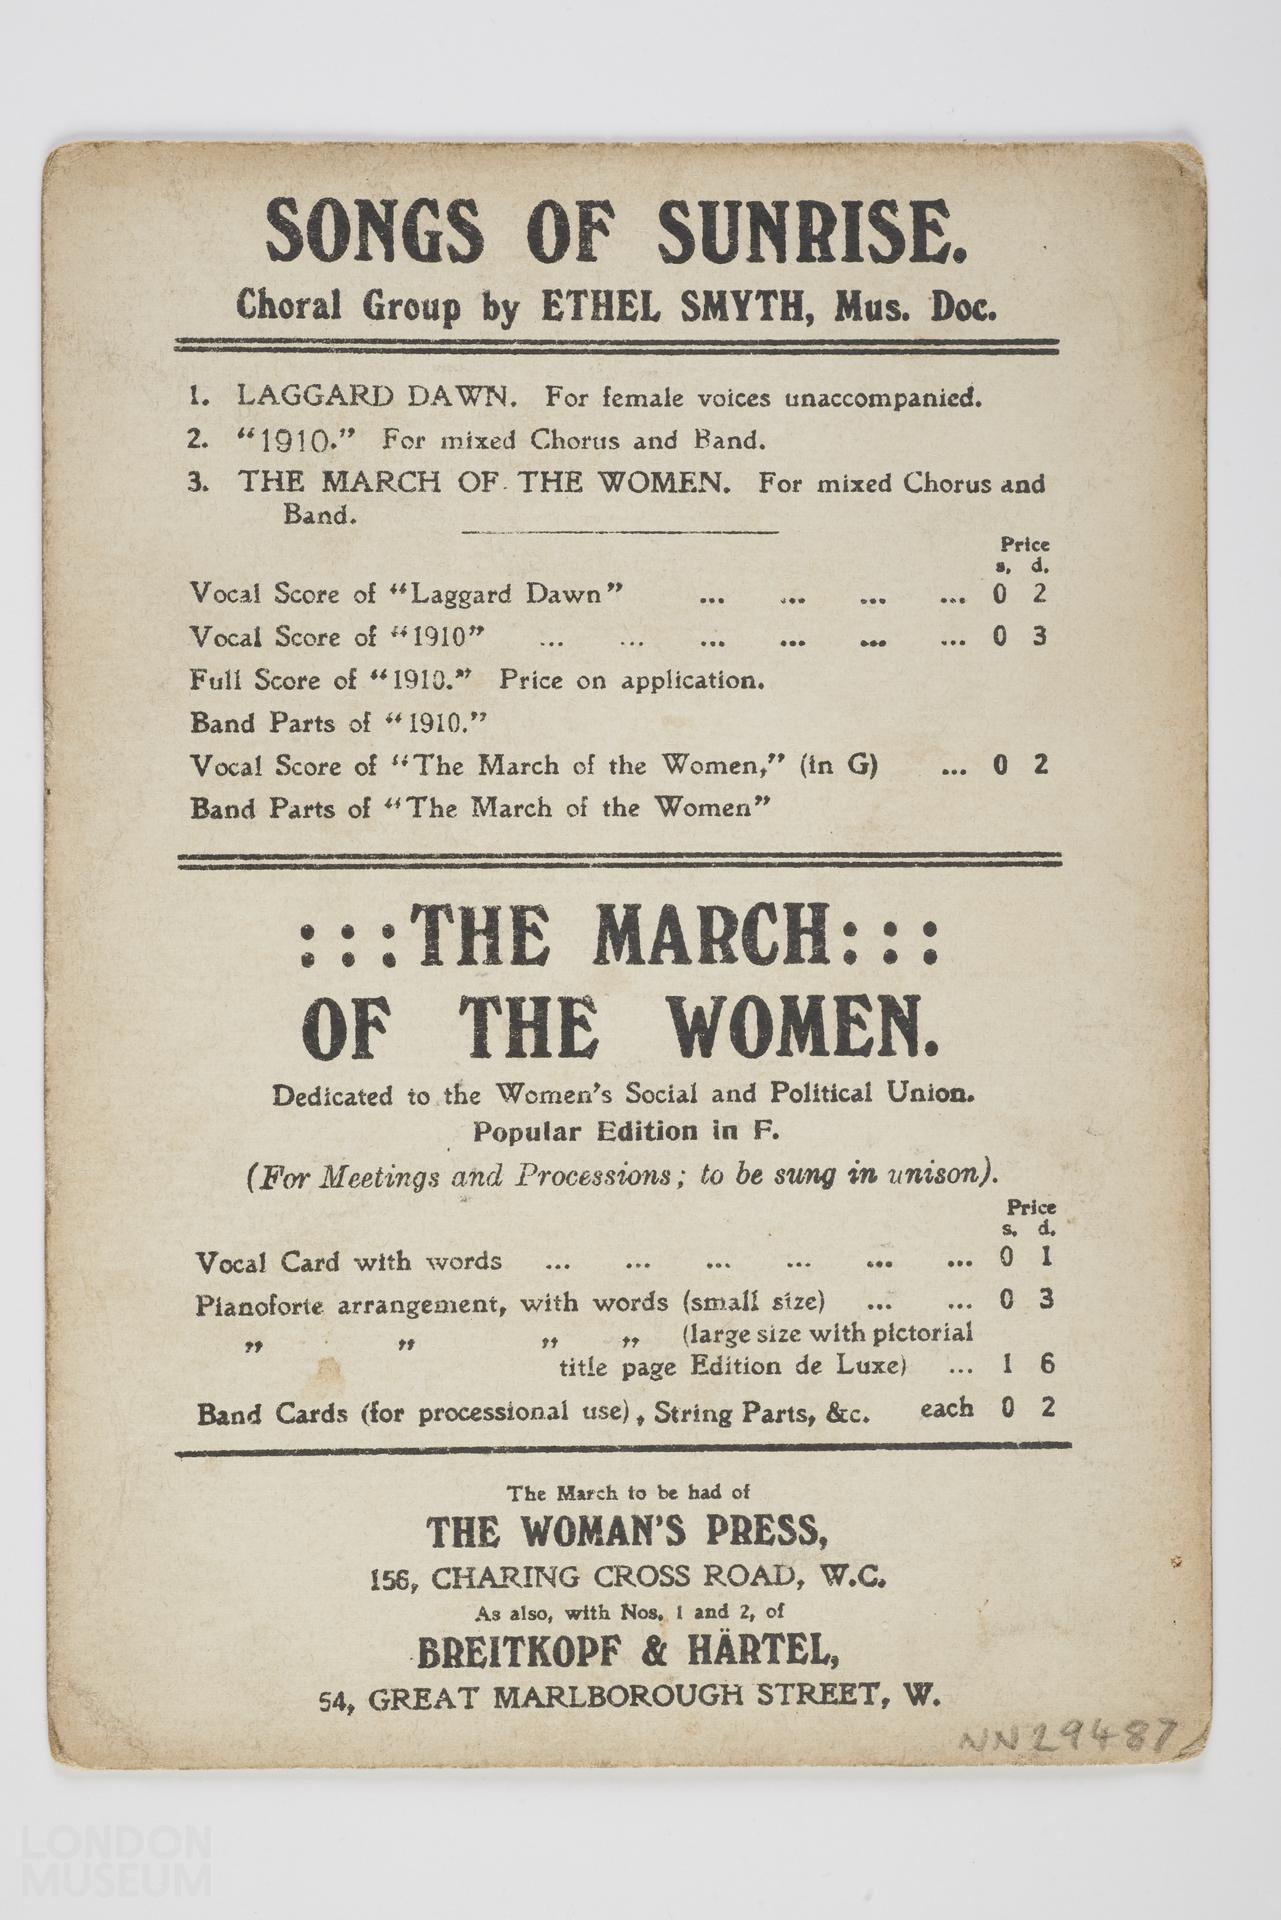 SONGS OF SUNRISE.
Choral Group by ETHEL SMYTH, Mus. Doc.
1. LAGGARD DAWN. For female voices unaccompanied.
2. "1910." For mixed Chorus and Band.
3. THE MARCH OF THE WOMEN. For mixed Chorus and
Band.
Price
s. d.
Vocal Score of "Laggard Dawn" ... ... ... ... 0 2
Vocal Score of "1910" ... ... ... ... ... ... 0 3
Full Score of "1910." Price on application.
Band Parts of "1910."
Vocal Score of "The March of the Women," (in G) ... 0 2
Band Parts of "The March of the Women"
:::THE MARCH:::
OF THE WOMEN.
Dedicated to the Women's Social and Political Union.
Popular Edition in F.
(For Meetings and Processions; to be sung in unison).
Price
s. d.
Vocal Card with words ... ... ... ... ... ... 0 1
Pianoforte arrangement, with words (small size) ... ... 0 3
„ „ „ „ (large size with pictorial
title page Edition de Luxe) ... 1 6
Band Cards (for processional use), String Parts, &c. each 0 2
The March to be had of
THE WOMAN'S PRESS,
156, CHARING CROSS ROAD, W.C.
As also, with Nos. 1 and 2, of
BREITKOPF & HÄRTEL,
54, GREAT MARLBOROUGH STREET, W.
NN29487
LONDON
MUSEUM